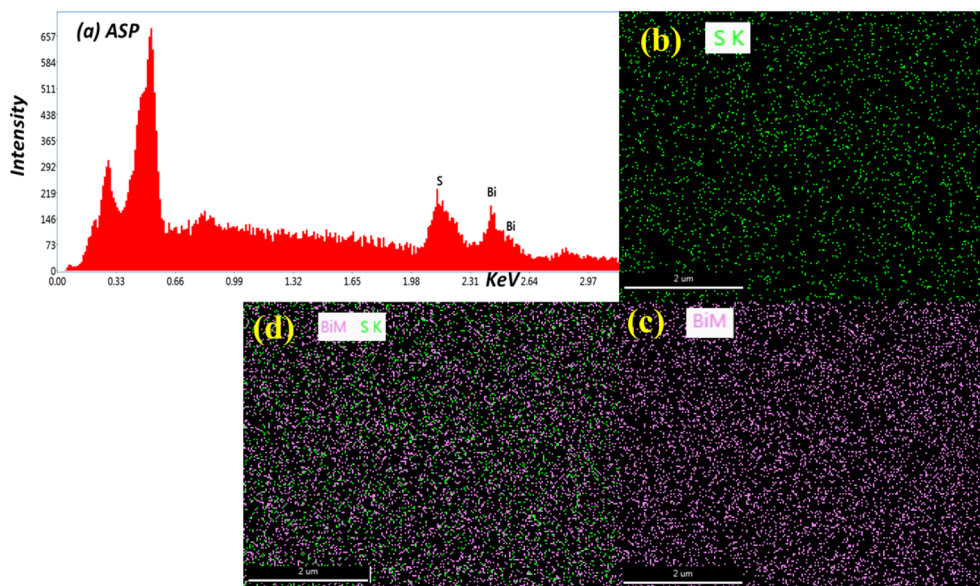 (a) ASP
Intensity
657
584
511
438
365
292
219
146
73
0
S
Bi
Bi
0.00 0.33 0.66 0.99 1.32 1.65 1.98 2.31 2.64 2.97
KeV
(b)
S K
2 um
(d)
BiM S K
2 um
(c)
BiM
2 um